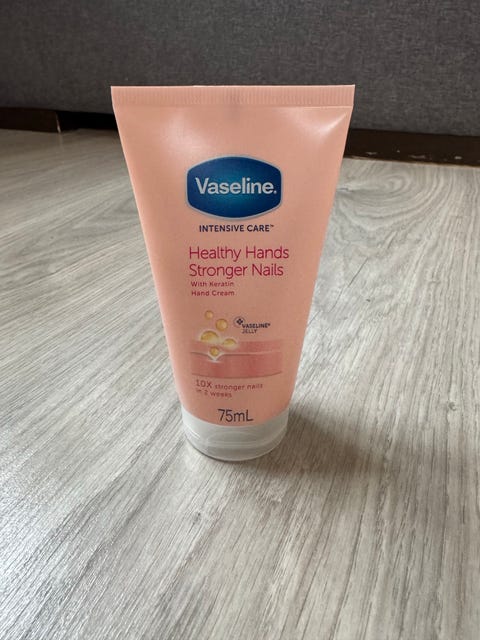 Vaseline.
INTENSIVE CARE™
Healthy Hands
Stronger Nails
With Keratin
Hand Cream
VASELINE®
JELLY
10X stronger nails
in 2 weeks
75mL